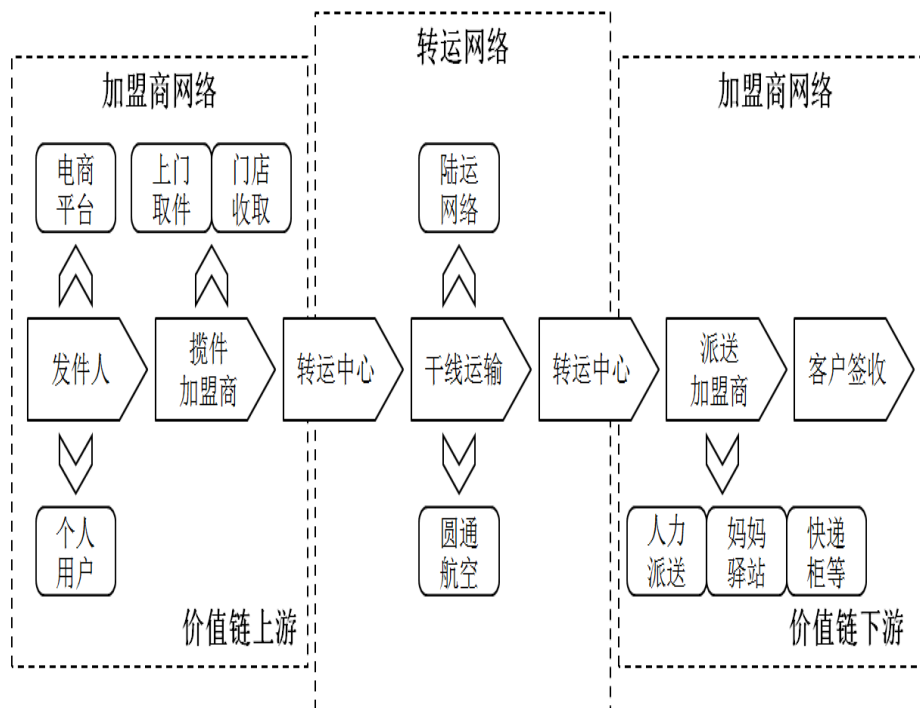 转运网络
加盟商网络
加盟商网络
电商
平台
上门
取件
门店
收取
陆运
网络
发件人
揽件
加盟商
转运中心
干线运输
转运中心
派送
加盟商
客户签收
个人
用户
圆通
航空
人力
派送
妈妈
驿站
快递
柜等
价值链上游
价值链下游